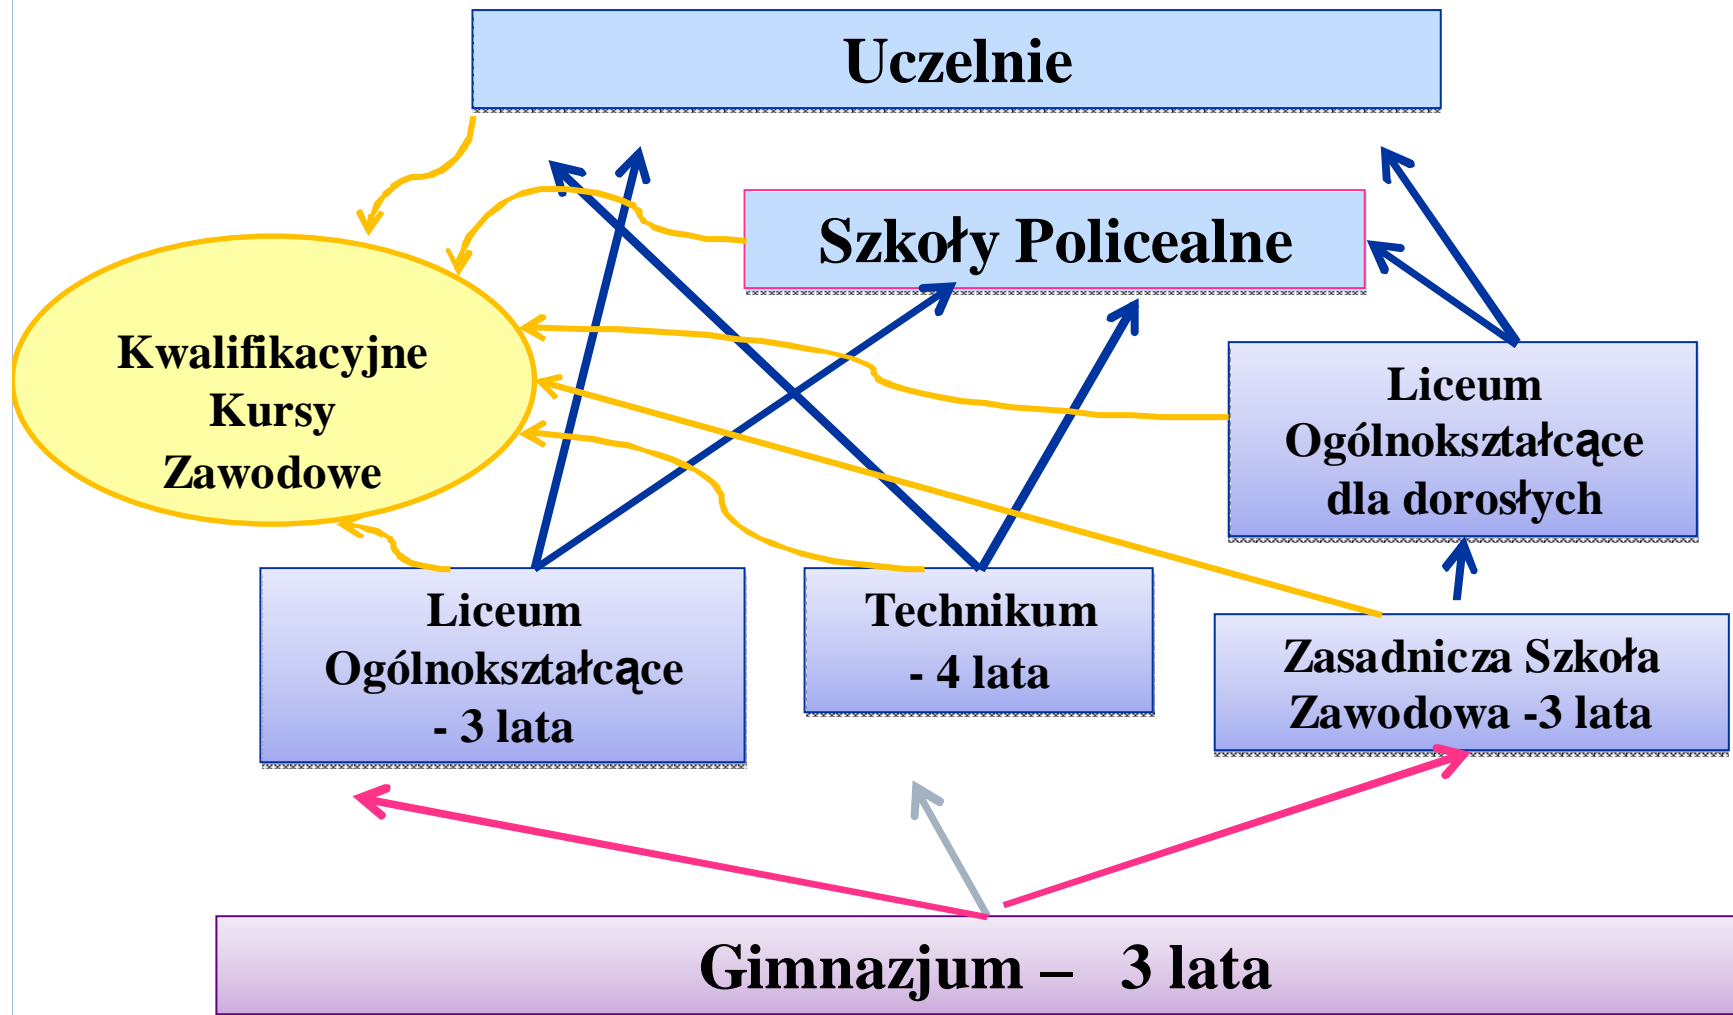 Uczelnie
Szkoły Policealne
Kwalifikacyjne
Kursy
Zawodowe
Liceum
Ogólnokształcące
dla dorosłych
Liceum
Ogólnokształcące
- 3 lata
Technikum
- 4 lata
Zasadnicza Szkoła
Zawodowa -3 lata
Gimnazjum – 3 lata